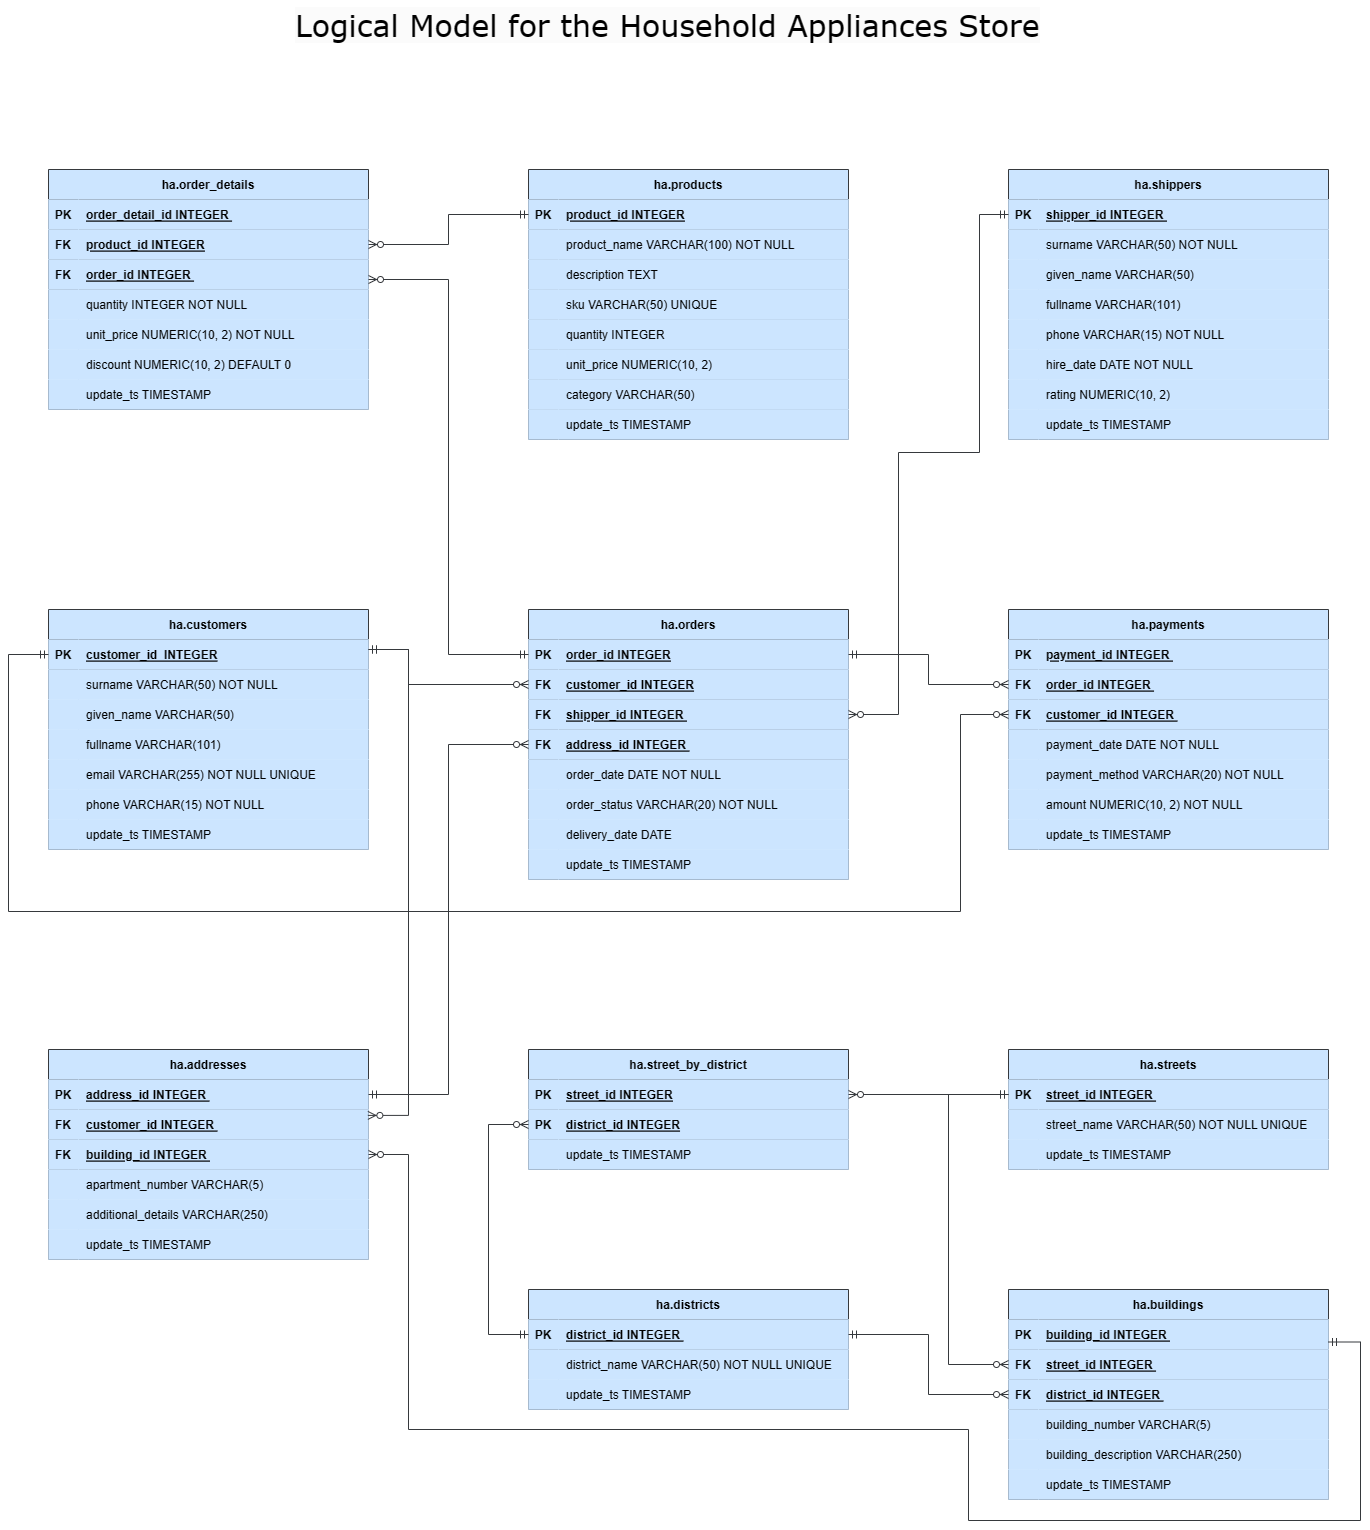 Logical Model for the Household Appliances Store
ha.order_details
PK order_detail_id INTEGER
FK product_id INTEGER
FK order_id INTEGER
quantity INTEGER NOT NULL
unit_price NUMERIC(10, 2) NOT NULL
discount NUMERIC(10, 2) DEFAULT 0
update_ts TIMESTAMP
ha.products
PK product_id INTEGER
product_name VARCHAR(100) NOT NULL
description TEXT
sku VARCHAR(50) UNIQUE
quantity INTEGER
unit_price NUMERIC(10, 2)
category VARCHAR(50)
update_ts TIMESTAMP
ha.shippers
PK shipper_id INTEGER
surname VARCHAR(50) NOT NULL
given_name VARCHAR(50)
fullname VARCHAR(101)
phone VARCHAR(15) NOT NULL
hire_date DATE NOT NULL
rating NUMERIC(10, 2)
update_ts TIMESTAMP
ha.customers
PK customer_id INTEGER
surname VARCHAR(50) NOT NULL
given_name VARCHAR(50)
fullname VARCHAR(101)
email VARCHAR(255) NOT NULL UNIQUE
phone VARCHAR(15) NOT NULL
update_ts TIMESTAMP
ha.orders
PK order_id INTEGER
FK customer_id INTEGER
FK shipper_id INTEGER
FK address_id INTEGER
order_date DATE NOT NULL
order_status VARCHAR(20) NOT NULL
delivery_date DATE
update_ts TIMESTAMP
ha.payments
PK payment_id INTEGER
FK order_id INTEGER
FK customer_id INTEGER
payment_date DATE NOT NULL
payment_method VARCHAR(20) NOT NULL
amount NUMERIC(10, 2) NOT NULL
update_ts TIMESTAMP
ha.addresses
PK address_id INTEGER
FK customer_id INTEGER
FK building_id INTEGER
apartment_number VARCHAR(5)
additional_details VARCHAR(250)
update_ts TIMESTAMP
ha.street_by_district
PK street_id INTEGER
PK district_id INTEGER
update_ts TIMESTAMP
ha.streets
PK street_id INTEGER
street_name VARCHAR(50) NOT NULL UNIQUE
update_ts TIMESTAMP
ha.districts
PK district_id INTEGER
district_name VARCHAR(50) NOT NULL UNIQUE
update_ts TIMESTAMP
ha.buildings
PK building_id INTEGER
FK street_id INTEGER
FK district_id INTEGER
building_number VARCHAR(5)
building_description VARCHAR(250)
update_ts TIMESTAMP